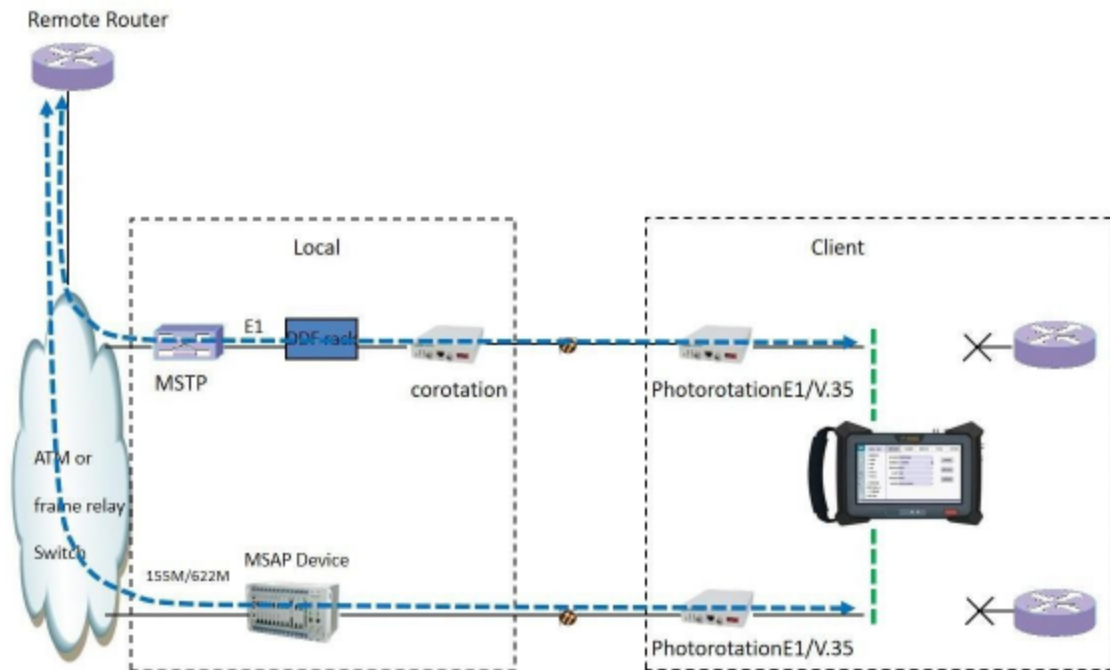 Remote Router
Local
Client
E1
DDF rack
MSTP
corotation
PhotorotationE1/V.35
ATM or
frame relay
Switch
155M/622M
MSAP Device
PhotorotationE1/V.35